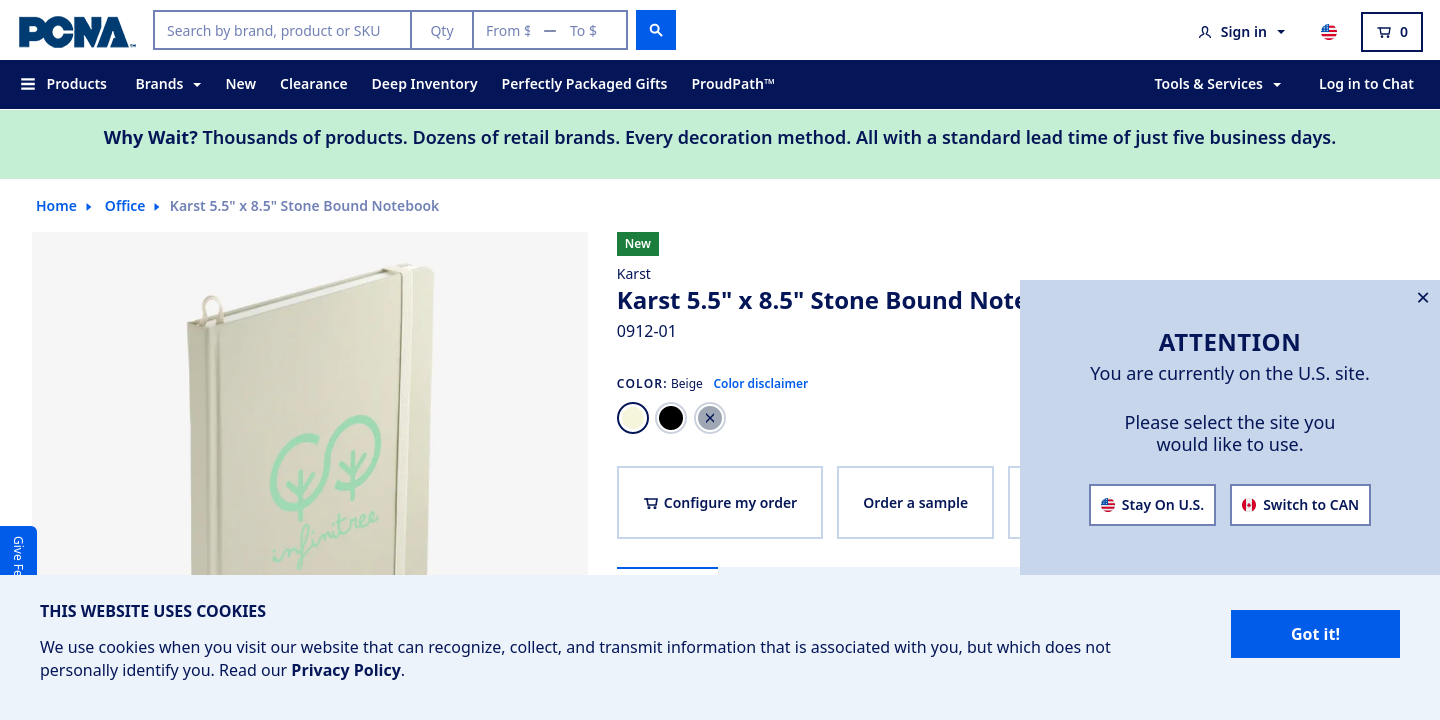 PCNA™
Search by brand, product or SKU
Qty
From $ — To $
Sign in
0
Products
Brands
New
Clearance
Deep Inventory
Perfectly Packaged Gifts
ProudPath™
Tools & Services
Log in to Chat
Why Wait? Thousands of products. Dozens of retail brands. Every decoration method. All with a standard lead time of just five business days.
Home
Office
Karst 5.5" x 8.5" Stone Bound Notebook
infinitree
New
Karst
Karst 5.5" x 8.5" Stone Bound
0912-01
COLOR: Beige Color disclaimer
Configure my order
Order a sample
ATTENTION
You are currently on the U.S. site.
Please select the site you
would like to use.
Stay On U.S.
Switch to CAN
Give
THIS WEBSITE USES COOKIES
We use cookies when you visit our website that can recognize, collect, and transmit information that is associated with you, but which does not
personally identify you. Read our Privacy Policy.
Got it!